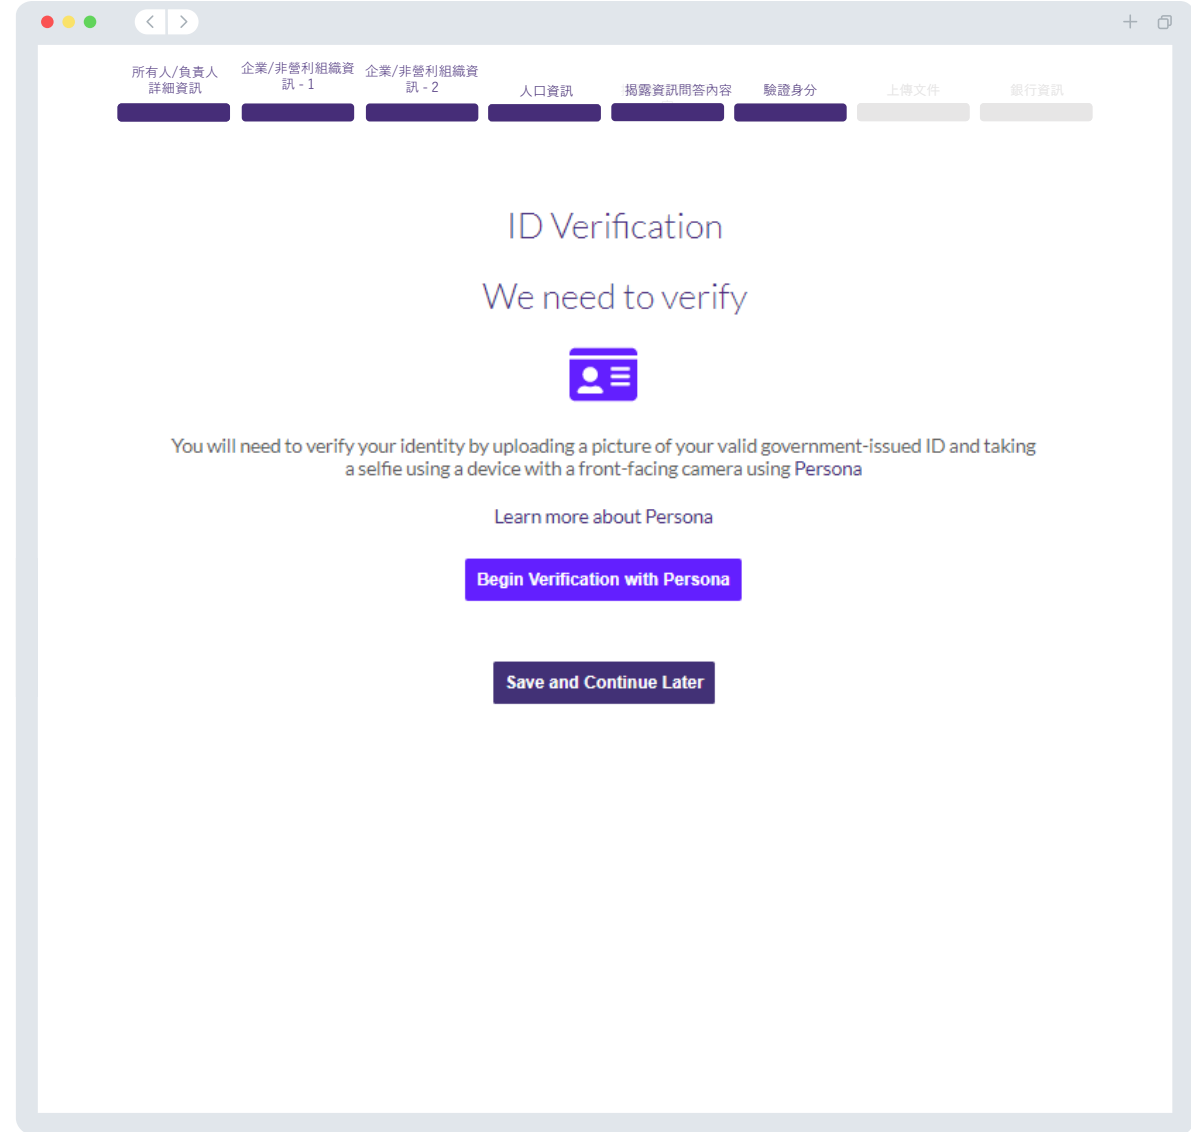 所有人/負責人
詳細資訊
企業/非營利組織資
訊 - 1
企業/非營利組織資
訊 - 2
人口資訊
揭露資訊問答內容
驗證身分
上傳文件
銀行資訊
ID Verification
We need to verify
You will need to verify your identity by uploading a picture of your valid government-issued ID and taking
a selfie using a device with a front-facing camera using Persona
Learn more about Persona
Begin Verification with Persona
Save and Continue Later